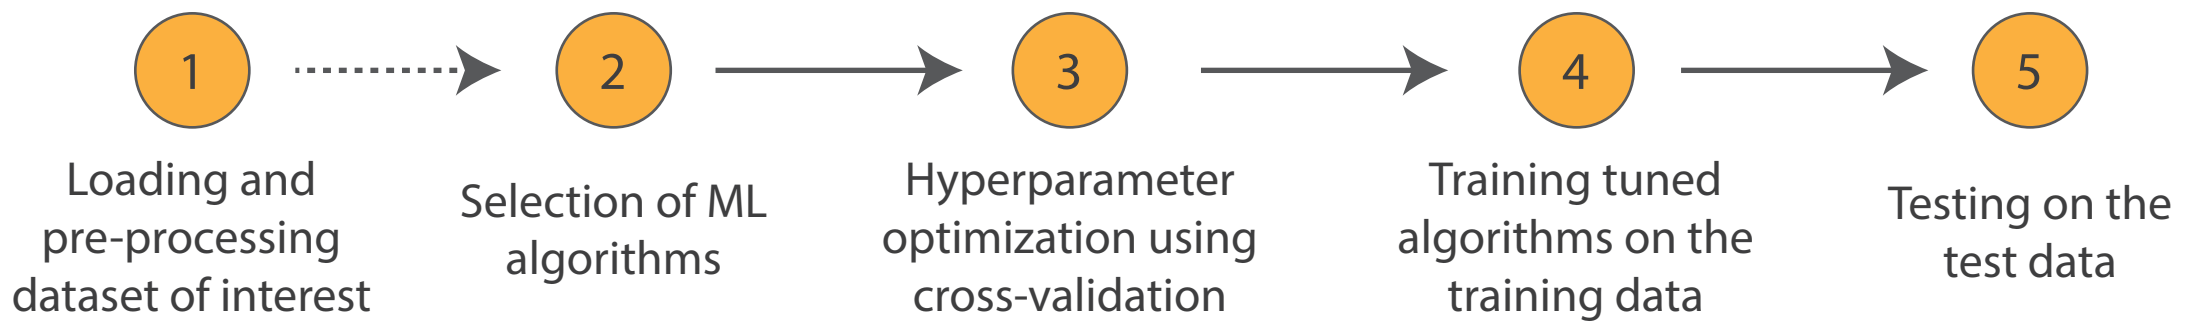 1
2
3
4
5
Loading and
pre-processing
dataset of interest
Selection of ML
algorithms
Hyperparameter
optimization using
cross-validation
Training tuned
algorithms on the
training data
Testing on the
test data